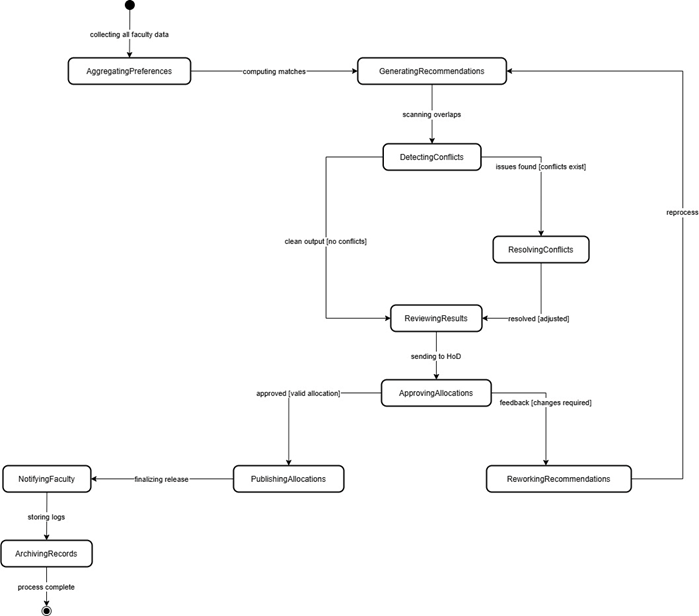 collecting all faculty data
AggregatingPreferences
computing matches
GeneratingRecommendations
scanning overlaps
DetectingConflicts
issues found [conflicts exist]
reprocess
clean output [no conflicts]
ResolvingConflicts
ReviewingResults
resolved [adjusted]
sending to HoD
approved [valid allocation]
ApprovingAllocations
feedback [changes required]
NotifyingFaculty
finalizing release
PublishingAllocations
ReworkingRecommendations
storing logs
ArchivingRecords
process complete